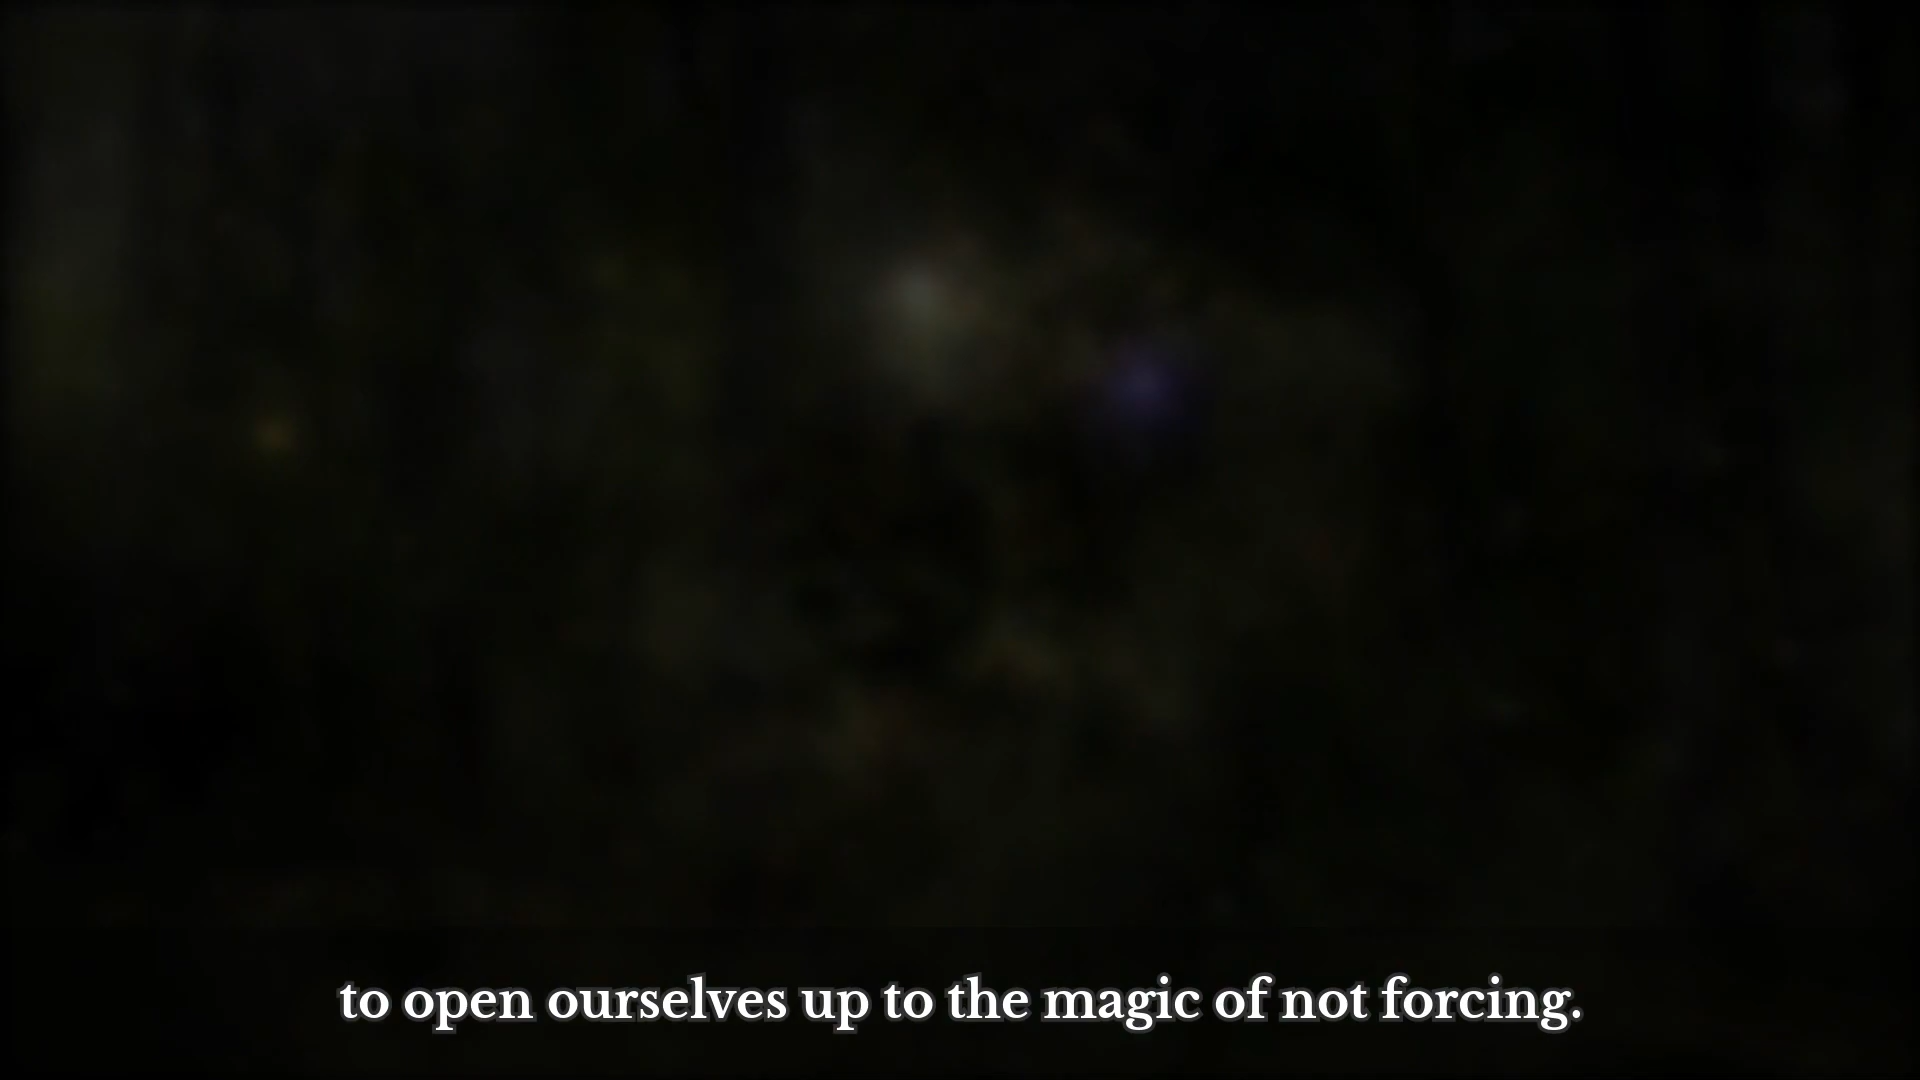 to open ourselves up to the magic of not forcing.